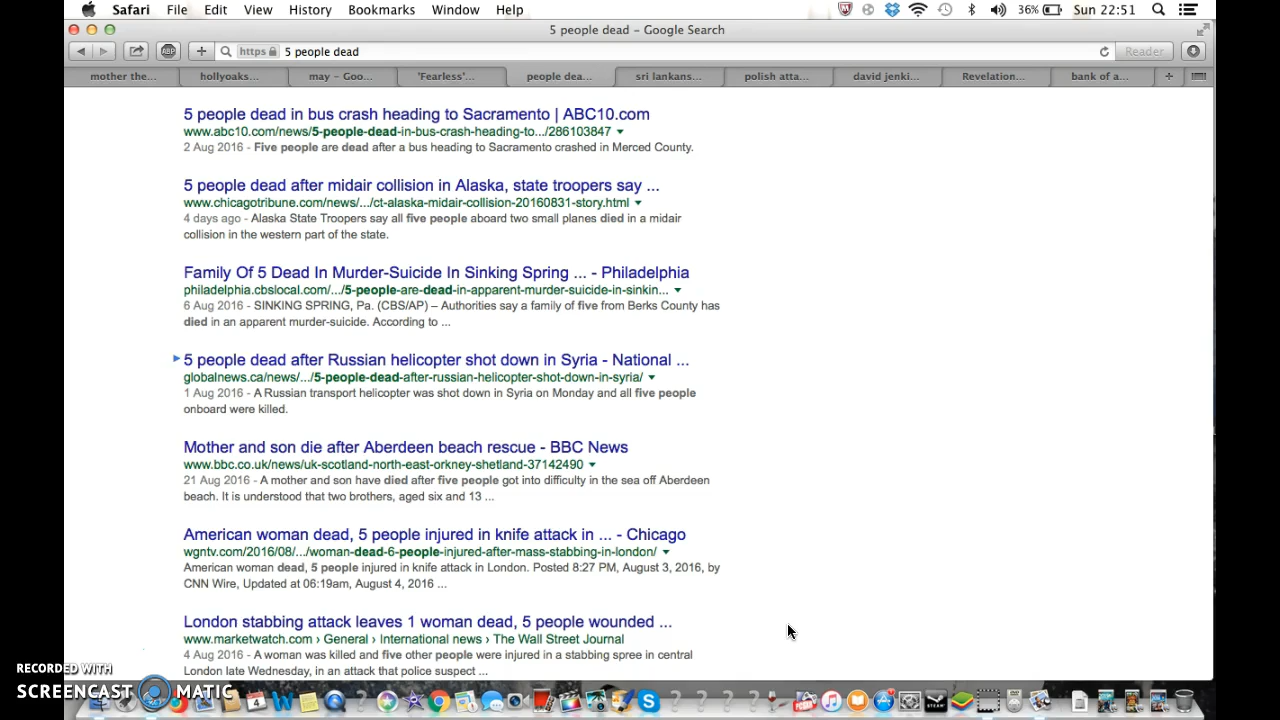 Safari File Edit View History Bookmarks Window Help 36% Sun 22:51
5 people dead – Google Search
ABP + https 5 people dead Reader
mother the... hollyoaks... may – Goo... 'Fearless'... people dea... sri lankans... polish atta... david jenki... Revelation... bank of a... +
5 people dead in bus crash heading to Sacramento | ABC10.com
www.abc10.com/news/5-people-dead-in-bus-crash-heading-to.../286103847
2 Aug 2016 - Five people are dead after a bus heading to Sacramento crashed in Merced County.
5 people dead after midair collision in Alaska, state troopers say ...
www.chicagotribune.com/news/.../ct-alaska-midair-collision-20160831-story.html
4 days ago - Alaska State Troopers say all five people aboard two small planes died in a midair
collision in the western part of the state.
Family Of 5 Dead In Murder-Suicide In Sinking Spring ... - Philadelphia
philadelphia.cbslocal.com/.../5-people-are-dead-in-apparent-murder-suicide-in-sinkin...
6 Aug 2016 - SINKING SPRING, Pa. (CBS/AP) – Authorities say a family of five from Berks County has
died in an apparent murder-suicide. According to ...
5 people dead after Russian helicopter shot down in Syria - National ...
globalnews.ca/news/.../5-people-dead-after-russian-helicopter-shot-down-in-syria/
1 Aug 2016 - A Russian transport helicopter was shot down in Syria on Monday and all five people
onboard were killed.
Mother and son die after Aberdeen beach rescue - BBC News
www.bbc.co.uk/news/uk-scotland-north-east-orkney-shetland-37142490
21 Aug 2016 - A mother and son have died after five people got into difficulty in the sea off Aberdeen
beach. It is understood that two brothers, aged six and 13 ...
American woman dead, 5 people injured in knife attack in ... - Chicago
wgntv.com/2016/08/.../woman-dead-6-people-injured-after-mass-stabbing-in-london/
American woman dead, 5 people injured in knife attack in London. Posted 8:27 PM, August 3, 2016, by
CNN Wire, Updated at 06:19am, August 4, 2016 ...
London stabbing attack leaves 1 woman dead, 5 people wounded ...
www.marketwatch.com › General › International news › The Wall Street Journal
4 Aug 2016 - A woman was killed and five other people were injured in a stabbing spree in central
London late Wednesday, in an attack that police suspect ...
RECORDED WITH
SCREENCAST MATIC